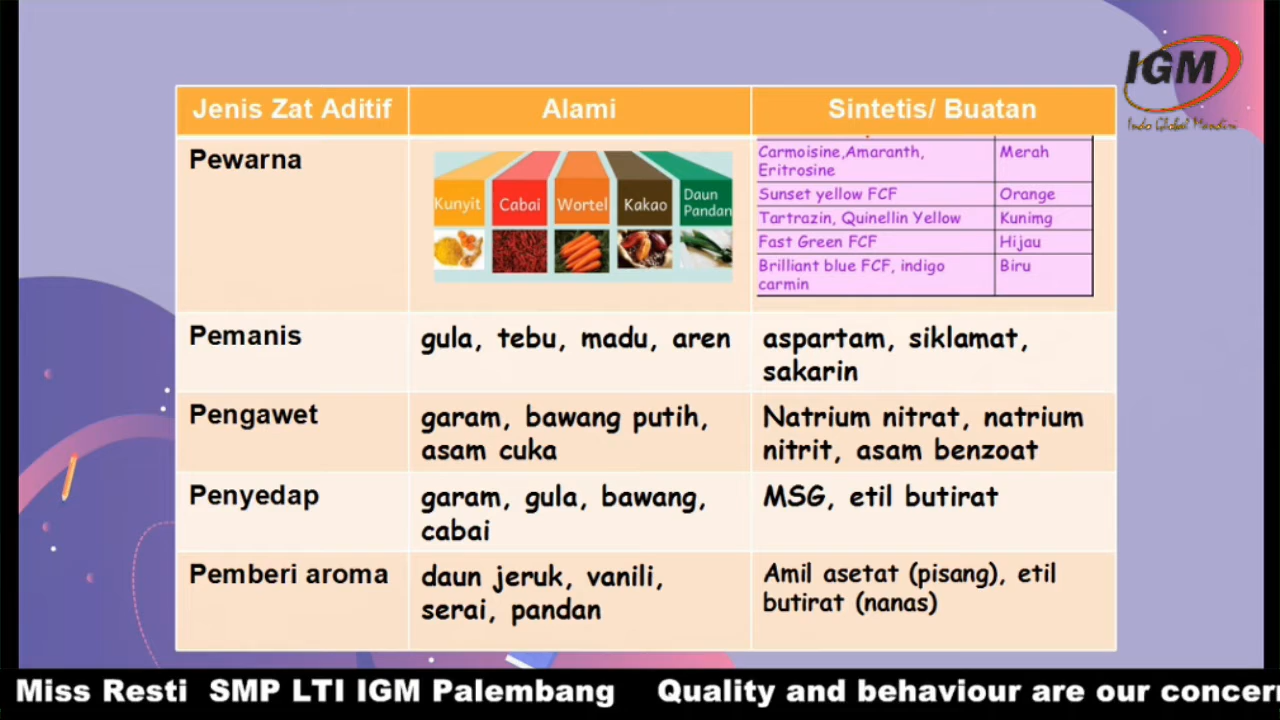 IGM
Indo Global Mandiri
Jenis Zat Aditif
Alami
Sintetis/ Buatan
Pewarna
Kunyit
Cabai
Wortel
Kakao
Daun
Pandan
Carmoisine,Amaranth,
Eritrosine
Merah
Sunset yellow FCF
Orange
Tartrazin, Quinellin Yellow
Kunimg
Fast Green FCF
Hijau
Brilliant blue FCF, indigo
carmin
Biru
Pemanis
gula, tebu, madu, aren
aspartam, siklamat,
sakarin
Pengawet
garam, bawang putih,
asam cuka
Natrium nitrat, natrium
nitrit, asam benzoat
Penyedap
garam, gula, bawang,
cabai
MSG, etil butirat
Pemberi aroma
daun jeruk, vanili,
serai, pandan
Amil asetat (pisang), etil
butirat (nanas)
Miss Resti SMP LTI IGM Palembang Quality and behaviour are our concern